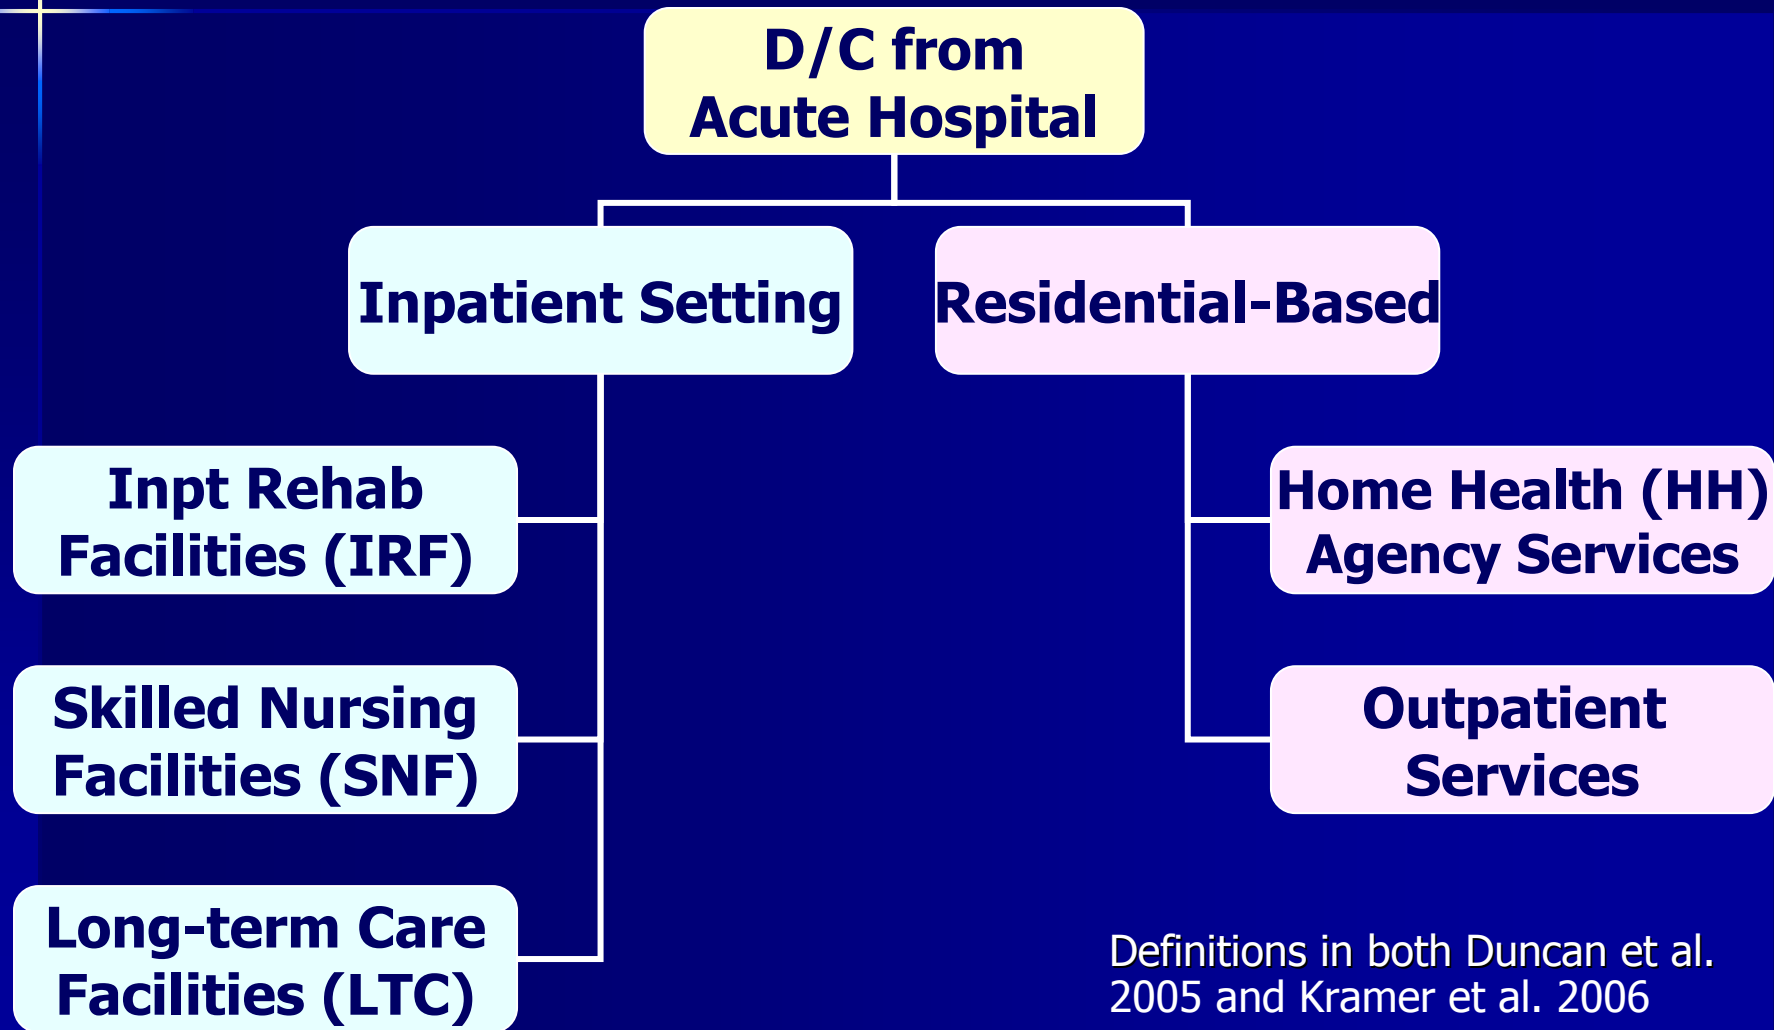 D/C from
Acute Hospital
Inpatient Setting
Residential-Based
Inpt Rehab
Facilities (IRF)
Home Health (HH)
Agency Services
Skilled Nursing
Facilities (SNF)
Outpatient
Services
Long-term Care
Facilities (LTC)
Definitions in both Duncan et al.
2005 and Kramer et al. 2006